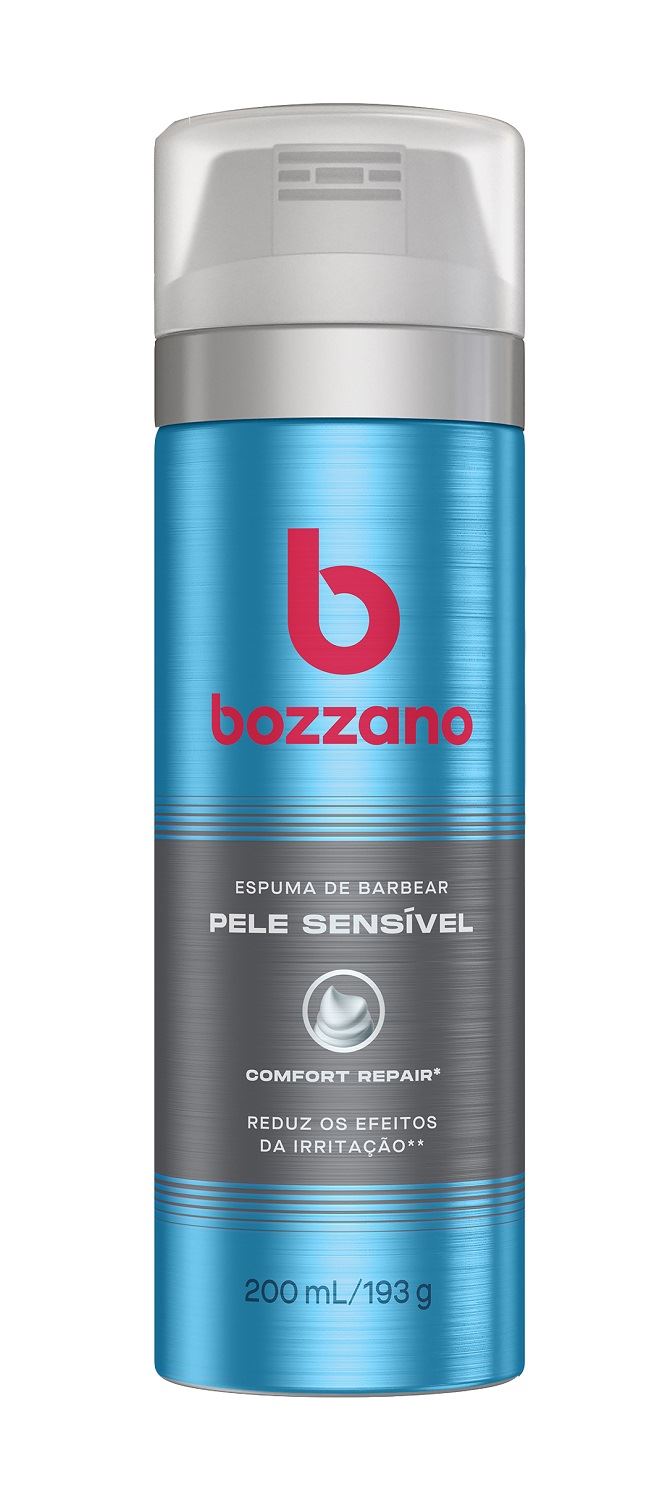 b
bozzano
ESPUMA DE BARBEAR
PELE SENSÍVEL
COMFORT REPAIR*
REDUZ OS EFEITOS
DA IRRITAÇÃO**
200 mL/193 g